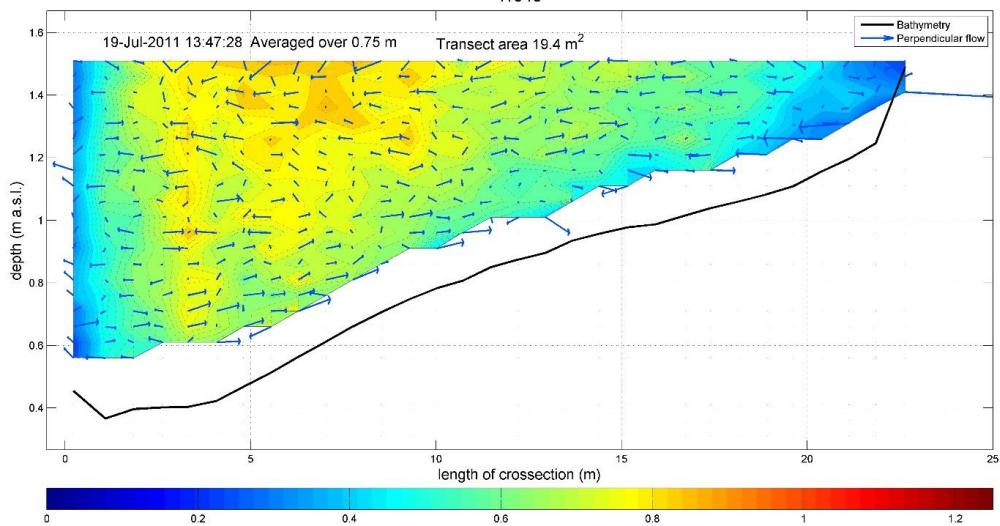 19-Jul-2011 13:47:28 Averaged over 0.75 m
Transect area 19.4 m²
Bathymetry
Perpendicular flow
1.6
1.4
1.2
1
0.8
0.6
0.4
depth (m a.s.l.)
0 5 10 15 20 25
length of crossection (m)
0 0.2 0.4 0.6 0.8 1 1.2